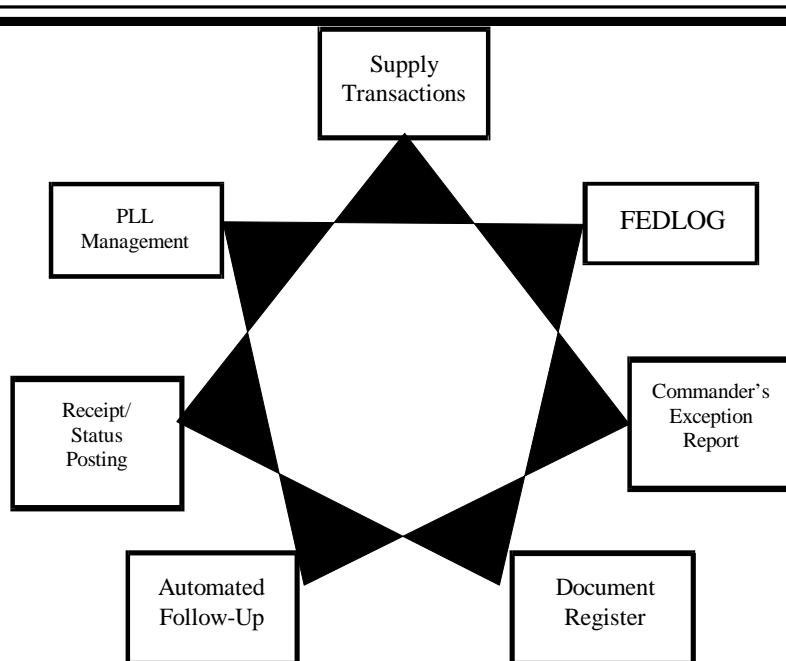 Supply
Transactions
PLL
Management
FEDLOG
Receipt/
Status
Posting
Commander's
Exception
Report
Automated
Follow-Up
Document
Register